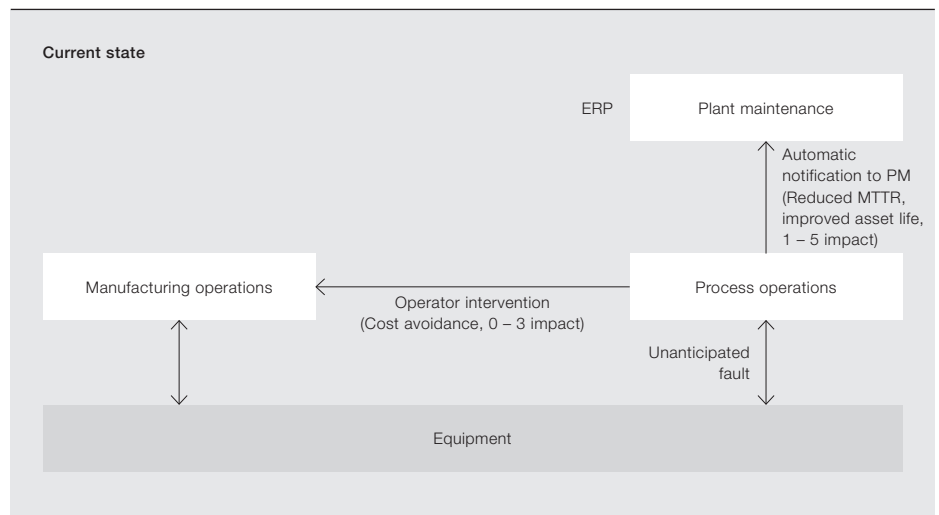 Current state
ERP
Plant maintenance
Automatic
notification to PM
(Reduced MTTR,
improved asset life,
1 – 5 impact)
Manufacturing operations
Operator intervention
(Cost avoidance, 0 – 3 impact)
Process operations
Unanticipated
fault
Equipment